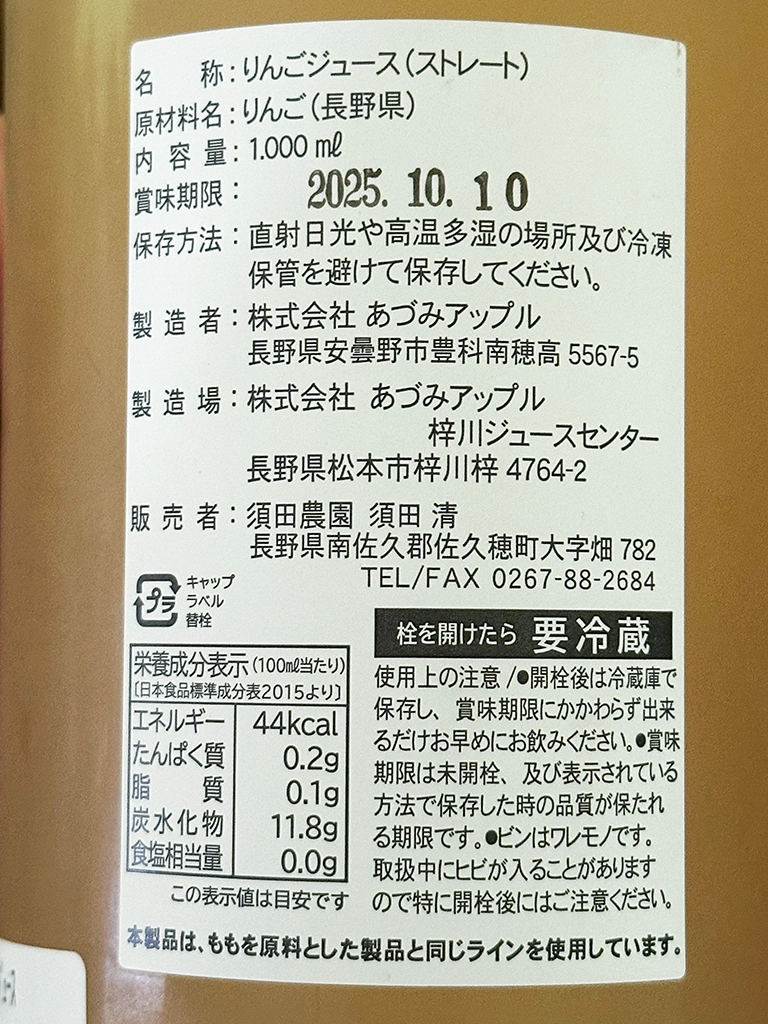 名 称：りんごジュース（ストレート）
原材料名：りんご（長野県）
内 容 量：1.000 ㎖
賞味期限： 2025. 10. 10
保存方法：直射日光や高温多湿の場所及び冷凍
保管を避けて保存してください。
製 造 者：株式会社 あづみアップル
長野県安曇野市豊科南穂高 5567-5
製 造 場：株式会社 あづみアップル
梓川ジュースセンター
長野県松本市梓川梓 4764-2
販 売 者：須田農園 須田 清
長野県南佐久郡佐久穂町大字畑 782
TEL/FAX 0267-88-2684
プラ
キャップ
ラベル
替栓
栄養成分表示（100㎖当たり）
〔日本食品標準成分表2015より〕
エネルギー 44kcal
たんぱく質 0.2g
脂 質 0.1g
炭水化物 11.8g
食塩相当量 0.0g
この表示値は目安です
栓を開けたら 要冷蔵
使用上の注意 /●開栓後は冷蔵庫で
保存し、賞味期限にかかわらず出来
るだけお早めにお飲みください。●賞味
期限は未開栓、及び表示されている
方法で保存した時の品質が保たれ
る期限です。●ビンはワレモノです。
取扱中にヒビが入ることがあります
ので特に開栓後にはご注意ください。
本製品は、ももを原料とした製品と同じラインを使用しています。